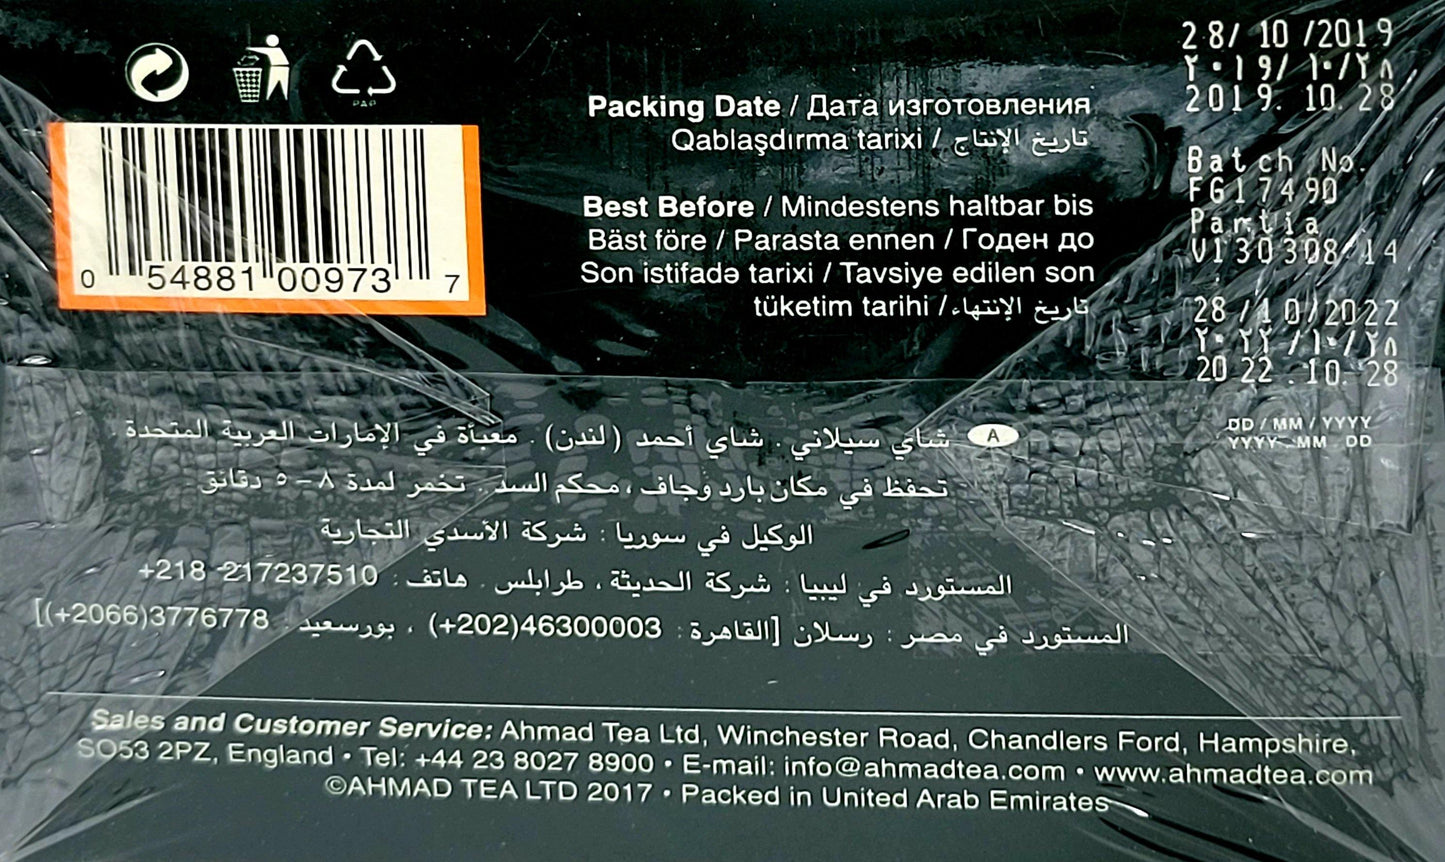 PAP
0 54881 00973 7
Packing Date / Дата изготовления
Qablaşdırma tarixi / تاريخ الإنتاج
Best Before / Mindestens haltbar bis
Bäst före / Parasta ennen / Годен до
Son istifadə tarixi / Tavsiye edilen son
tüketim tarihi / تاريخ الإنتهاء
28/ 10 /2019
٢٠١٩/ ١٠/٢٨
2019. 10. 28
Batch No.
FG17490
Partia
V130308 14
28 /10/2022
٢٠٢٢ /١٠/٢٨
2022 .10. 28
DD / MM / YYYY
YYYY MM DD
A شاي سيلاني . شاي أحمد (لندن) . معبأة في الإمارات العربية المتحدة .
تحفظ في مكان بارد وجاف ، محكم السد . تخمر لمدة ٨ – ٥ دقائق
الوكيل في سوريا : شركة الأسدي التجارية
المستورد في ليبيا : شركة الحديثة ، طرابلس . هاتف : 217237510 218+
المستورد في مصر : رسلان [القاهرة : 46300003(202+) ، بورسعيد : 3776778(2066+)]
Sales and Customer Service: Ahmad Tea Ltd, Winchester Road, Chandlers Ford, Hampshire,
SO53 2PZ, England • Tel: +44 23 8027 8900 • E-mail: info@ahmadtea.com • www.ahmadtea.com
©AHMAD TEA LTD 2017 • Packed in United Arab Emirates